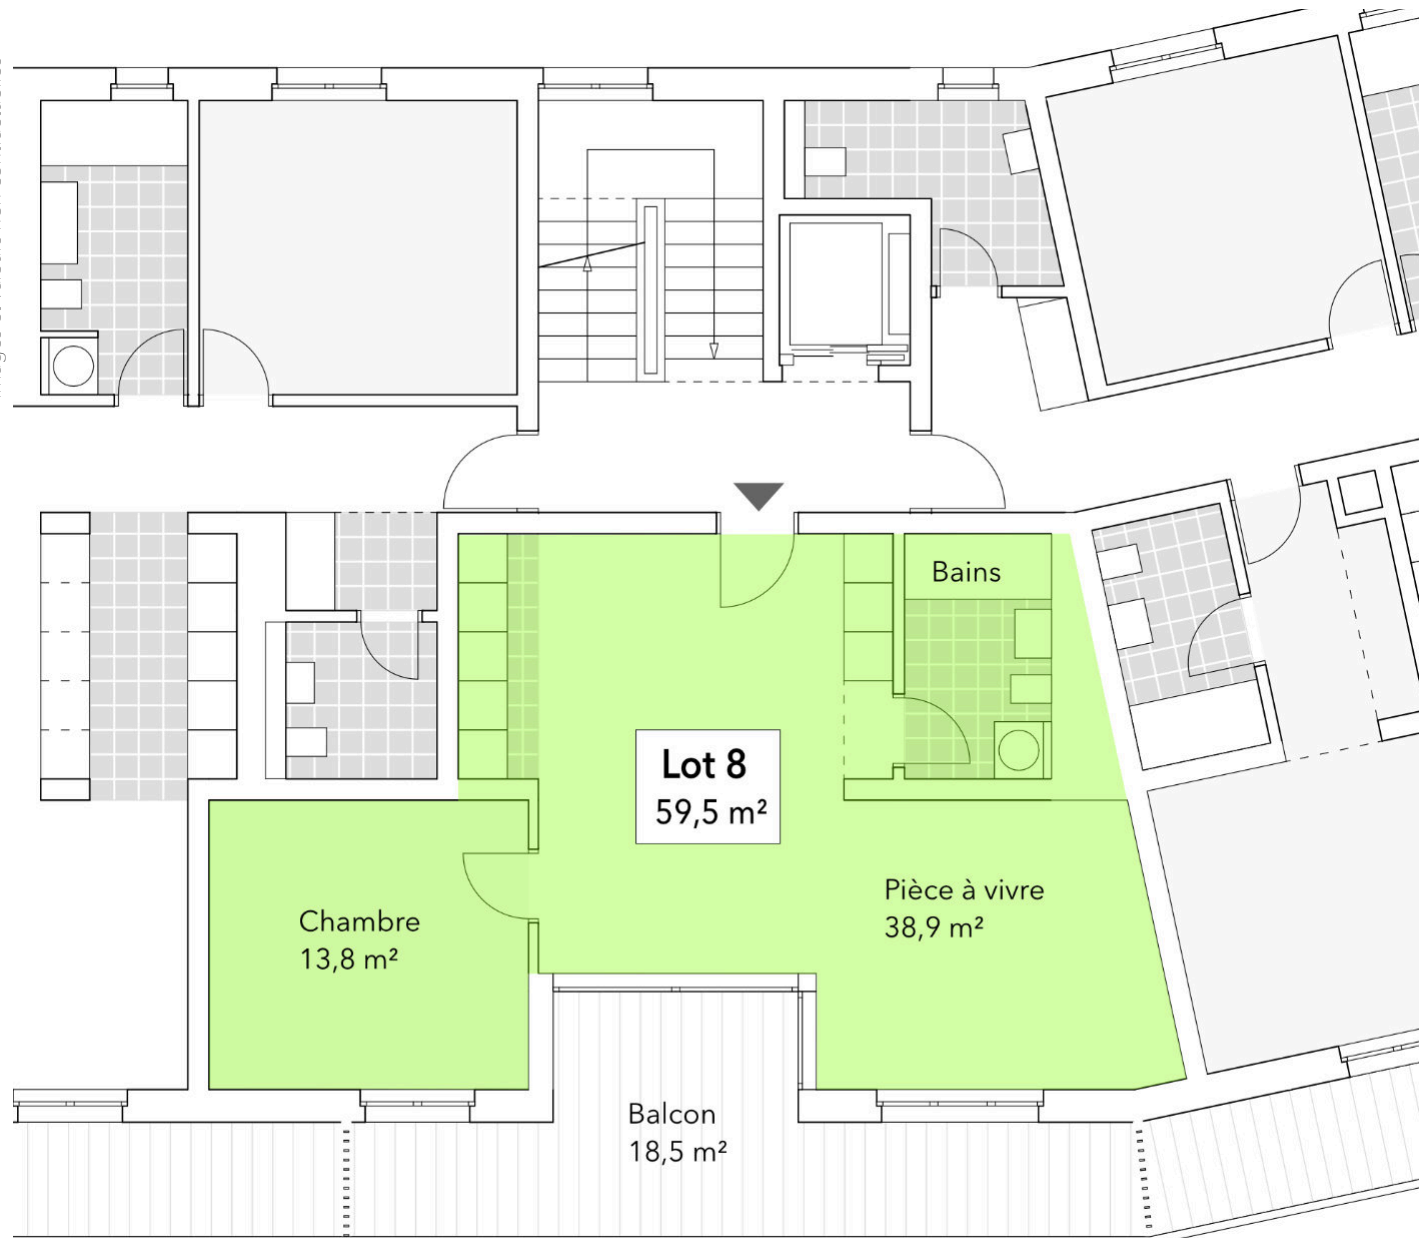 Bains
Lot 8
59,5 m²
Pièce à vivre
38,9 m²
Chambre
13,8 m²
Balcon
18,5 m²